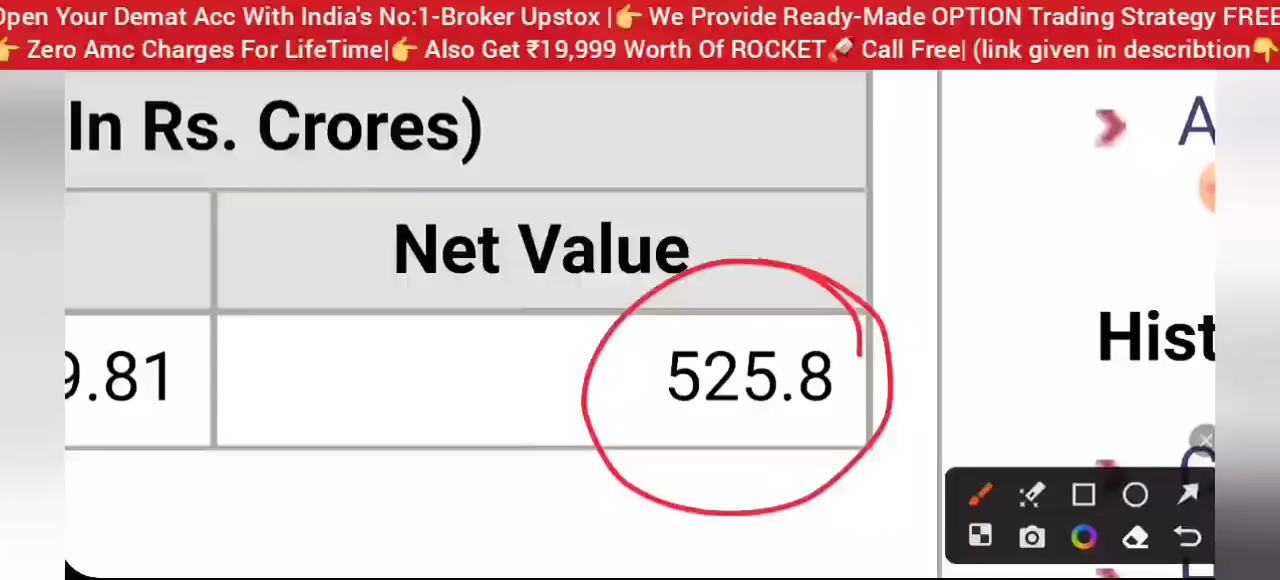 Open Your Demat Acc With India's No:1-Broker Upstox |👉 We Provide Ready-Made OPTION Trading Strategy FREE
👉 Zero Amc Charges For LifeTime|👉 Also Get ₹19,999 Worth Of ROCKET🚀 Call Free| (link given in describtion👇
In Rs. Crores)
Net Value
9.81
525.8
A
Hist